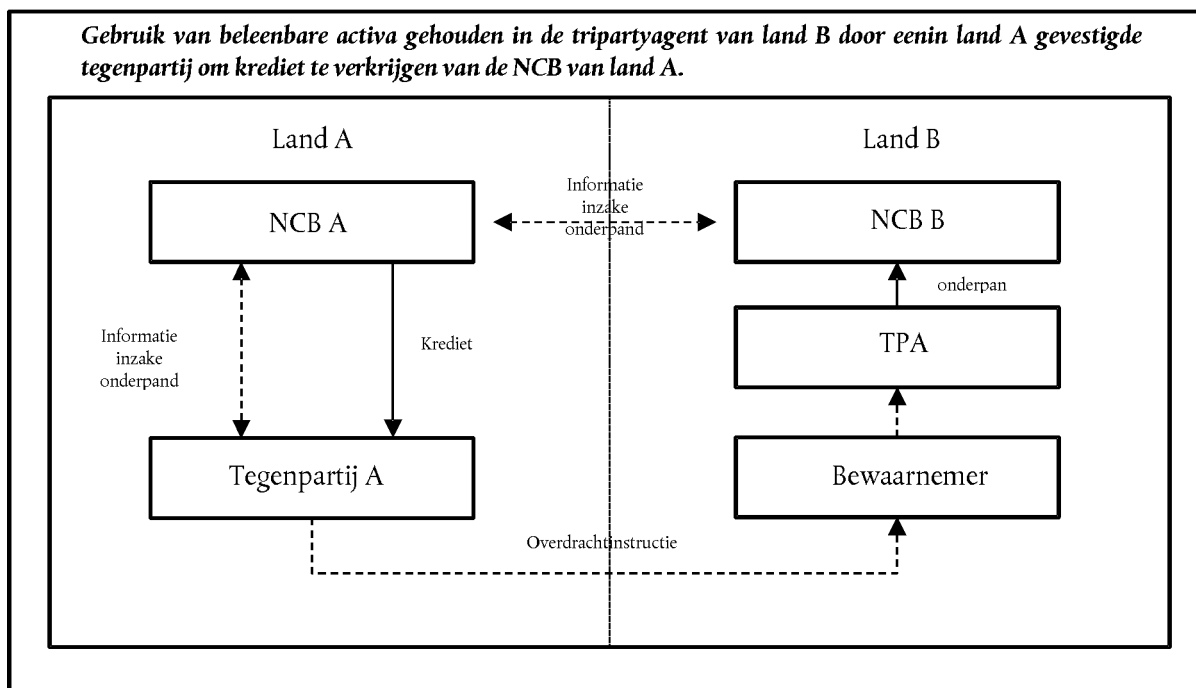 Gebruik van beleenbare activa gehouden in de tripartyagent van land B door eenin land A gevestigde
tegenpartij om krediet te verkrijgen van de NCB van land A.
Land A
Land B
NCB A
Informatie
inzake
onderpand
NCB B
onderpan
Informatie
inzake
onderpand
Krediet
TPA
Tegenpartij A
Bewaarnemer
Overdrachtinstructie